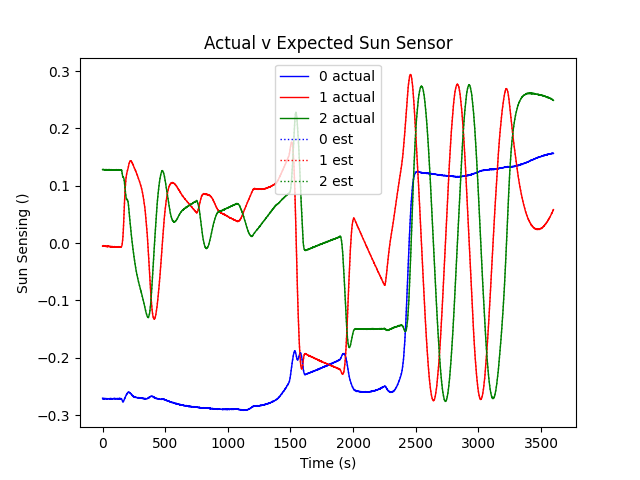 Actual v Expected Sun Sensor
0 actual
1 actual
2 actual
0 est
1 est
2 est
Sun Sensing ()
0.3
0.2
0.1
0.0
−0.1
−0.2
−0.3
0 500 1000 1500 2000 2500 3000 3500
Time (s)